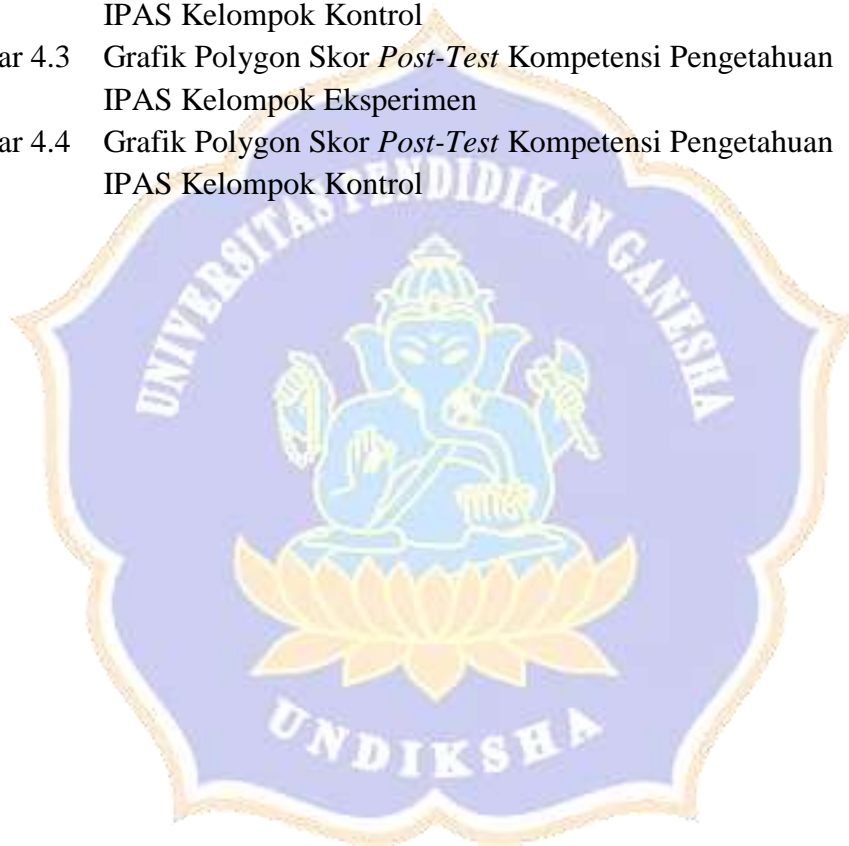 IPAS Kelompok Kontrol
ar 4.3 Grafik Polygon Skor Post-Test Kompetensi Pengetahuan
IPAS Kelompok Eksperimen
ar 4.4 Grafik Polygon Skor Post-Test Kompetensi Pengetahuan
IPAS Kelompok Kontrol
UNIVERSITAS PENDIDIKAN GANESHA
UNDIKSHA